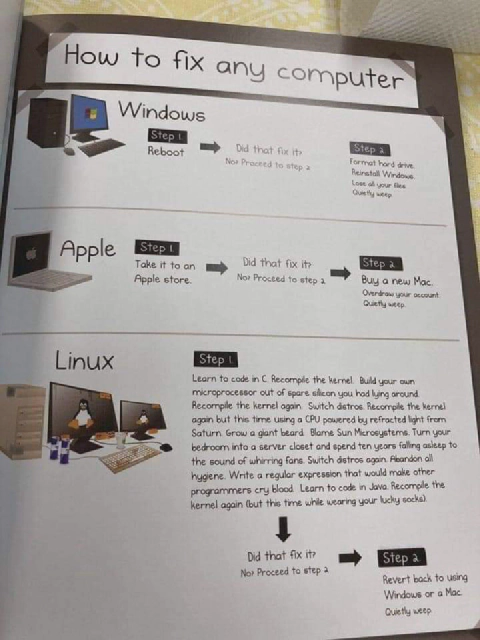 How to fix any computer
Windows
Step 1
Reboot
Did that fix it?
No? Proceed to step 2
Step 2
Format hard drive.
Reinstall Windows.
Lose all your files
Quietly weep
Apple
Step 1
Take it to an
Apple store.
Did that fix it?
No? Proceed to step 2
Step 2
Buy a new Mac.
Overdraw your account.
Quietly weep.
Linux
Step 1
Learn to code in C. Recompile the kernel. Build your own
microprocessor out of spare silicon you had lying around.
Recompile the kernel again. Switch distros. Recompile the kernel
again but this time using a CPU powered by refracted light from
Saturn. Grow a giant beard. Blame Sun Microsystems. Turn your
bedroom into a server closet and spend ten years falling asleep to
the sound of whirring fans. Switch distros again. Abandon all
hygiene. Write a regular expression that would make other
programmers cry blood. Learn to code in Java. Recompile the
kernel again (but this time while wearing your lucky socks).
Did that fix it?
No? Proceed to step 2
Step 2
Revert back to using
Windows or a Mac.
Quietly weep